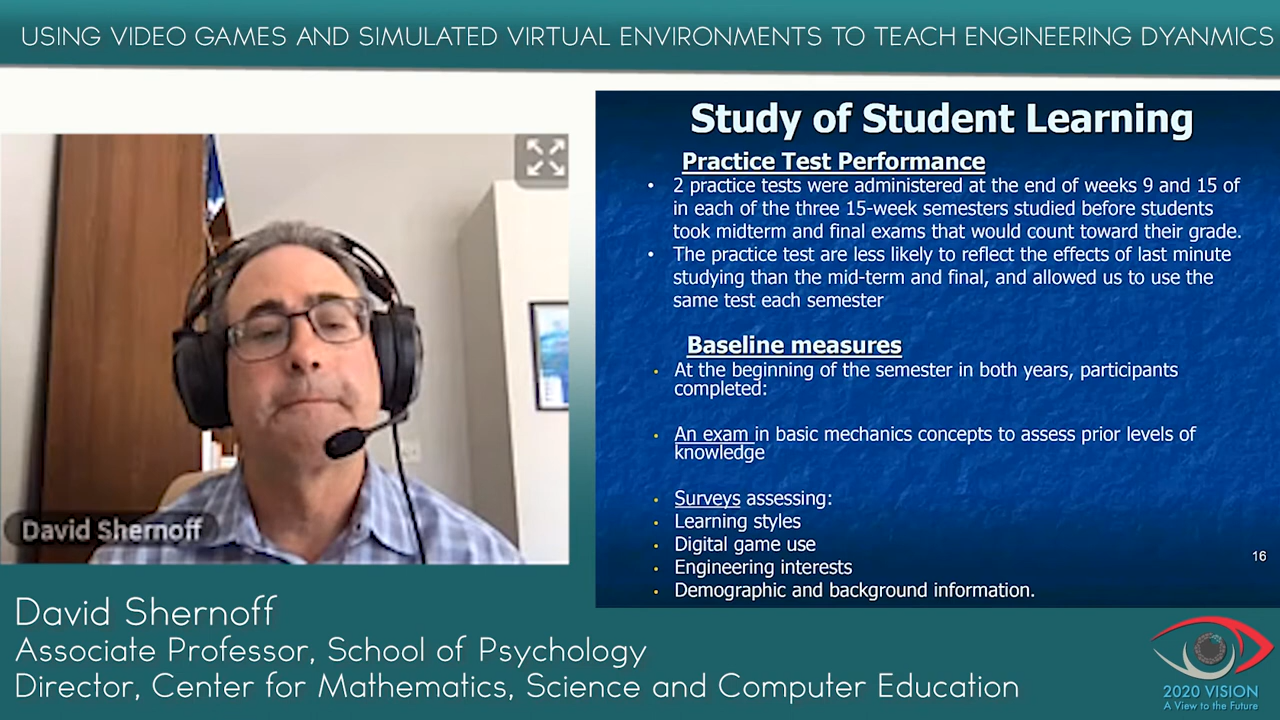 USING VIDEO GAMES AND SIMULATED VIRTUAL ENVIRONMENTS TO TEACH ENGINEERING DYANMICS
Study of Student Learning
Practice Test Performance
• 2 practice tests were administered at the end of weeks 9 and 15 of
in each of the three 15-week semesters studied before students
took midterm and final exams that would count toward their grade.
• The practice test are less likely to reflect the effects of last minute
studying than the mid-term and final, and allowed us to use the
same test each semester
Baseline measures
• At the beginning of the semester in both years, participants
completed:
• An exam in basic mechanics concepts to assess prior levels of
knowledge
• Surveys assessing:
• Learning styles
• Digital game use
• Engineering interests
• Demographic and background information.
16
David Shernoff
David Shernoff
Associate Professor, School of Psychology
Director, Center for Mathematics, Science and Computer Education
2020 VISION
A View to the Future